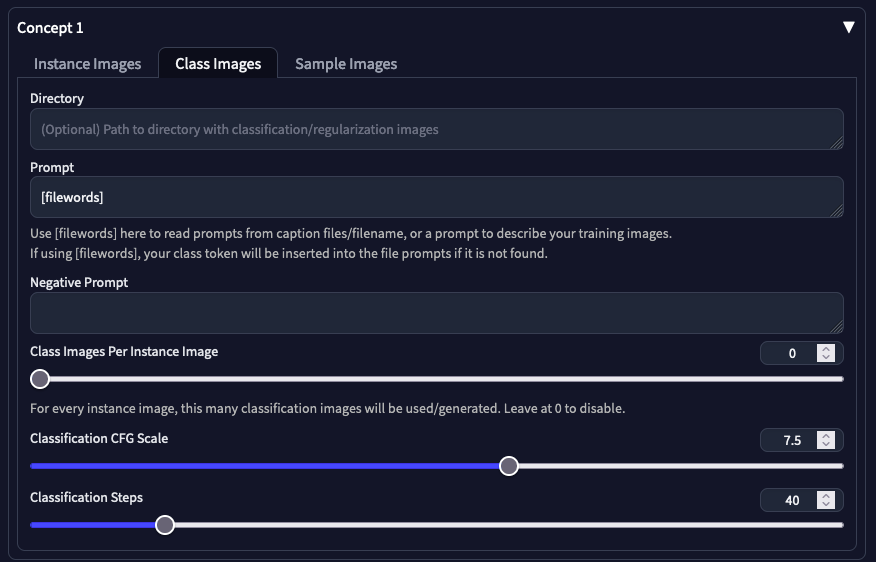 Concept 1
▼
Instance Images
Class Images
Sample Images
Directory
(Optional) Path to directory with classification/regularization images
Prompt
[filewords]
Use [filewords] here to read prompts from caption files/filename, or a prompt to describe your training images.
If using [filewords], your class token will be inserted into the file prompts if it is not found.
Negative Prompt
Class Images Per Instance Image
0
For every instance image, this many classification images will be used/generated. Leave at 0 to disable.
Classification CFG Scale
7.5
Classification Steps
40